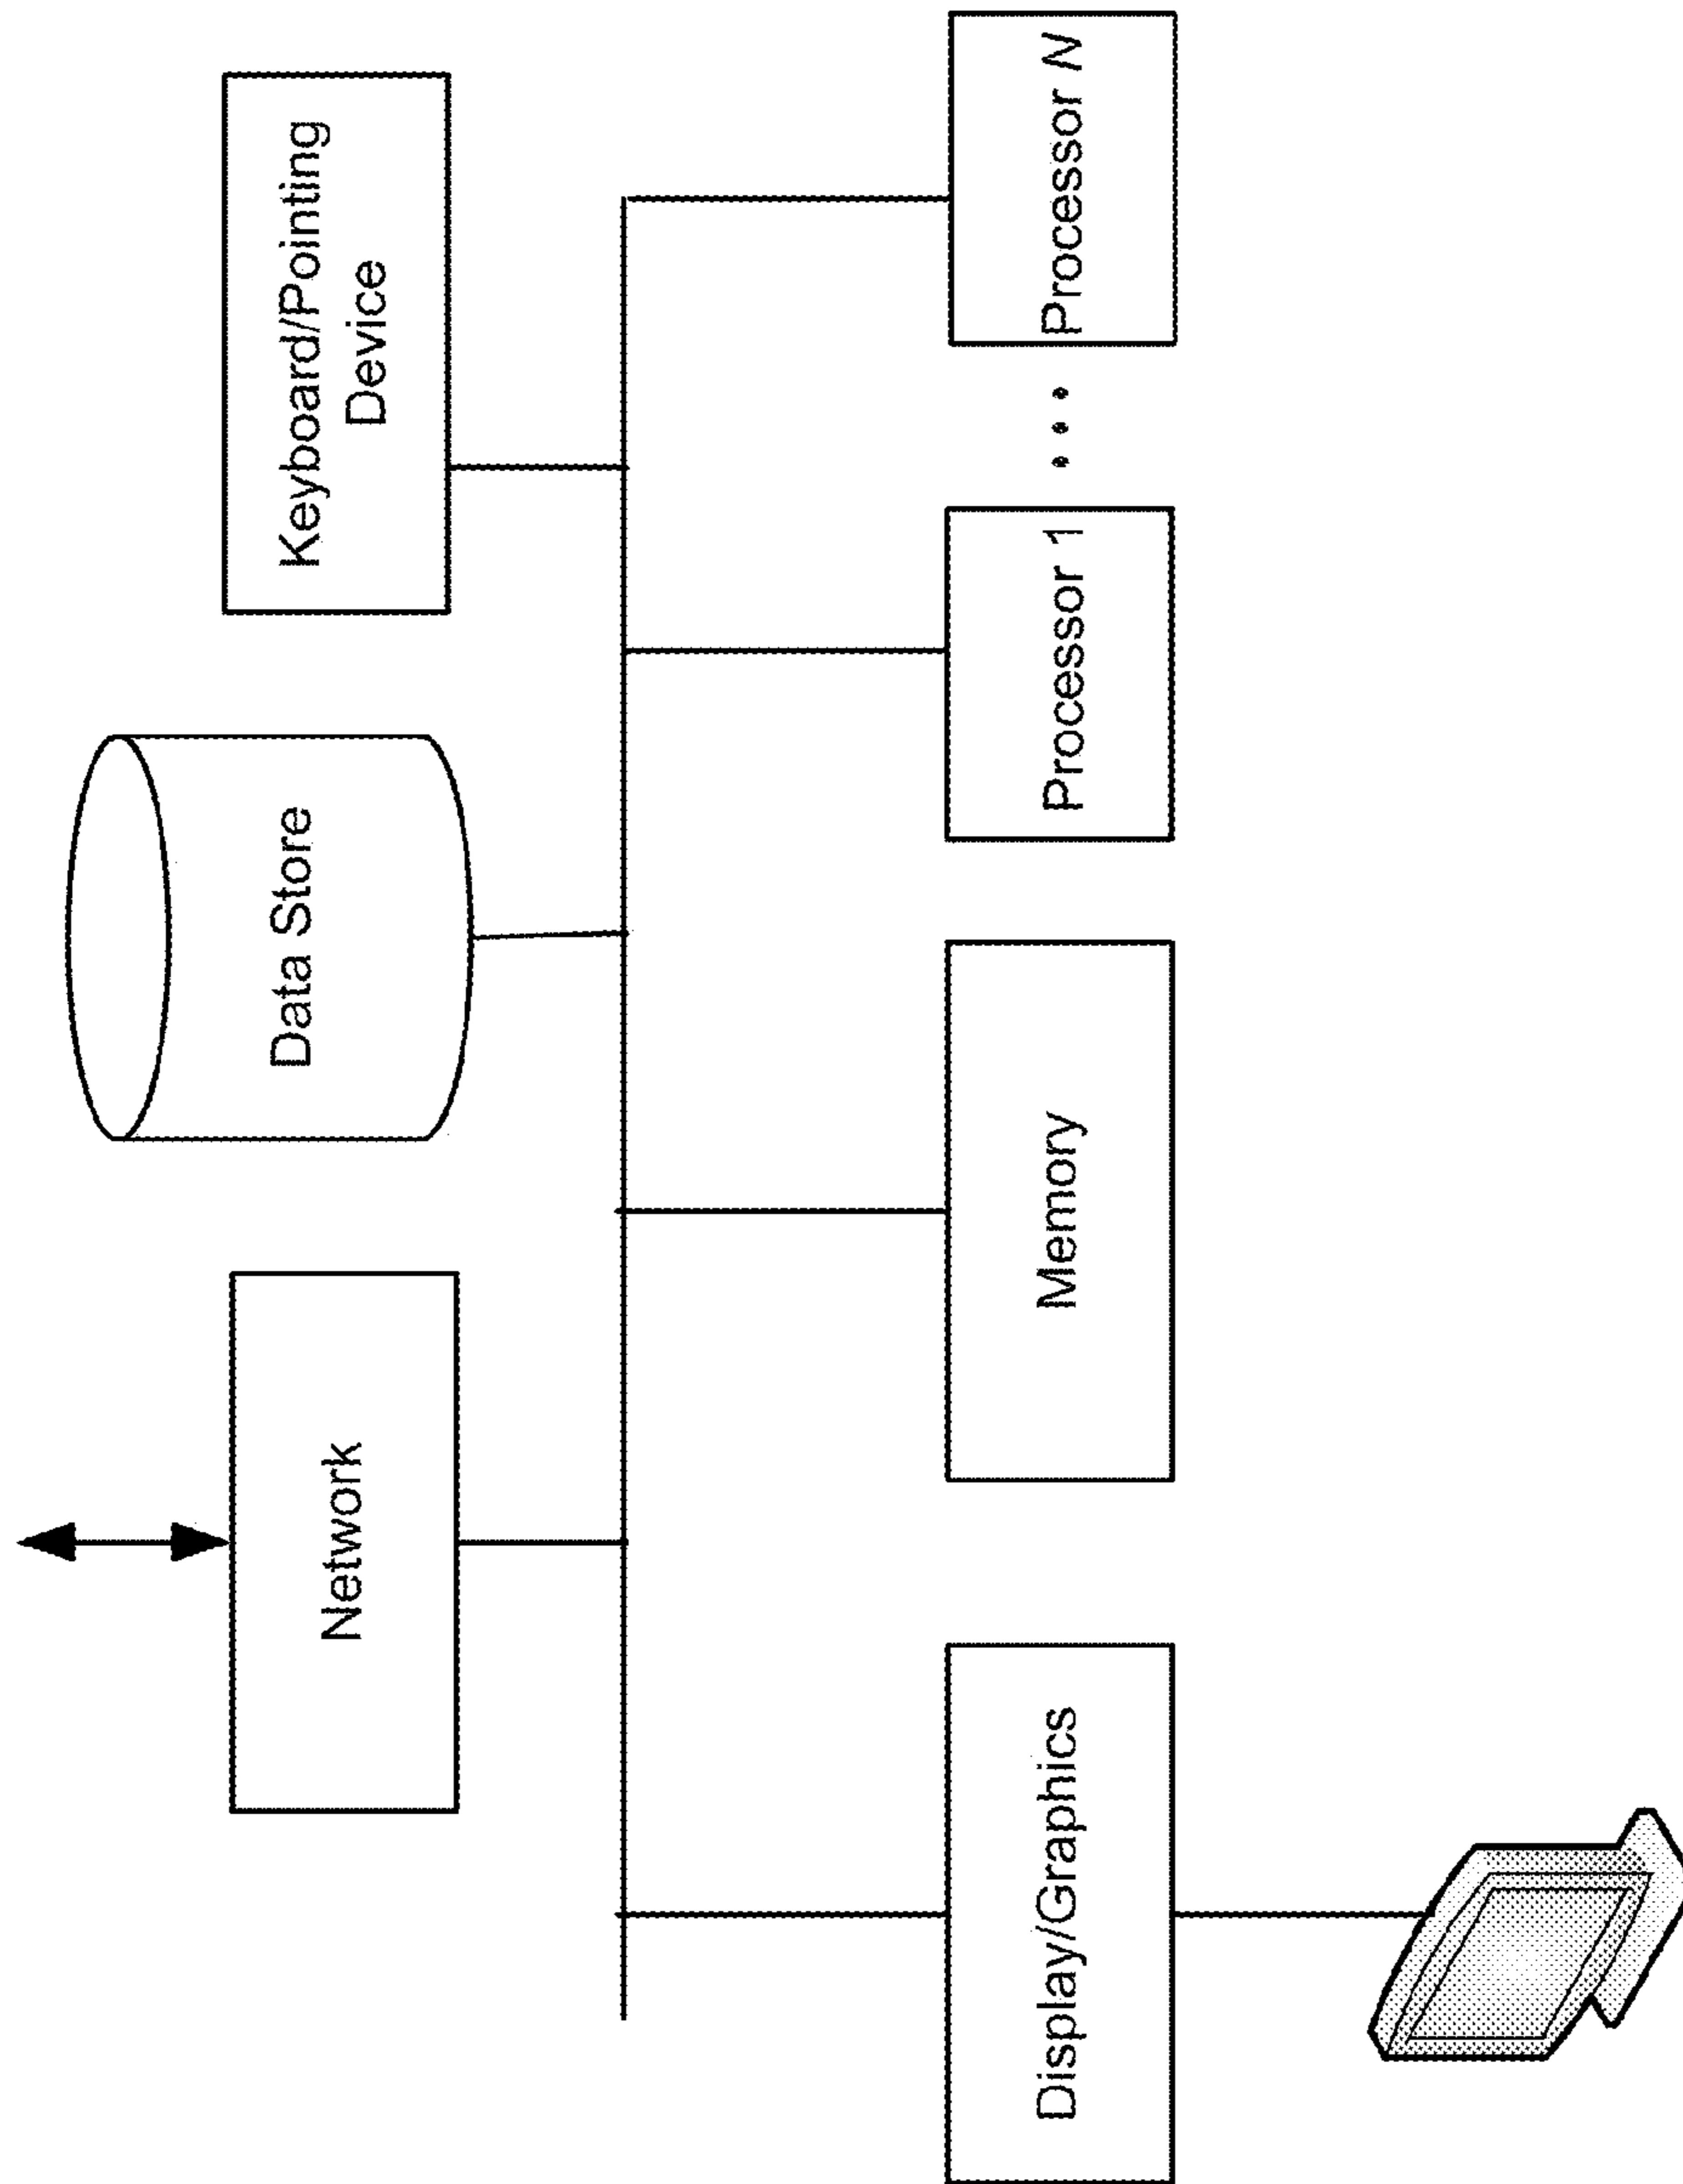 Network
Data Store
Keyboard/Pointing
Device
Display/Graphics
Memory
Processor 1
Processor N